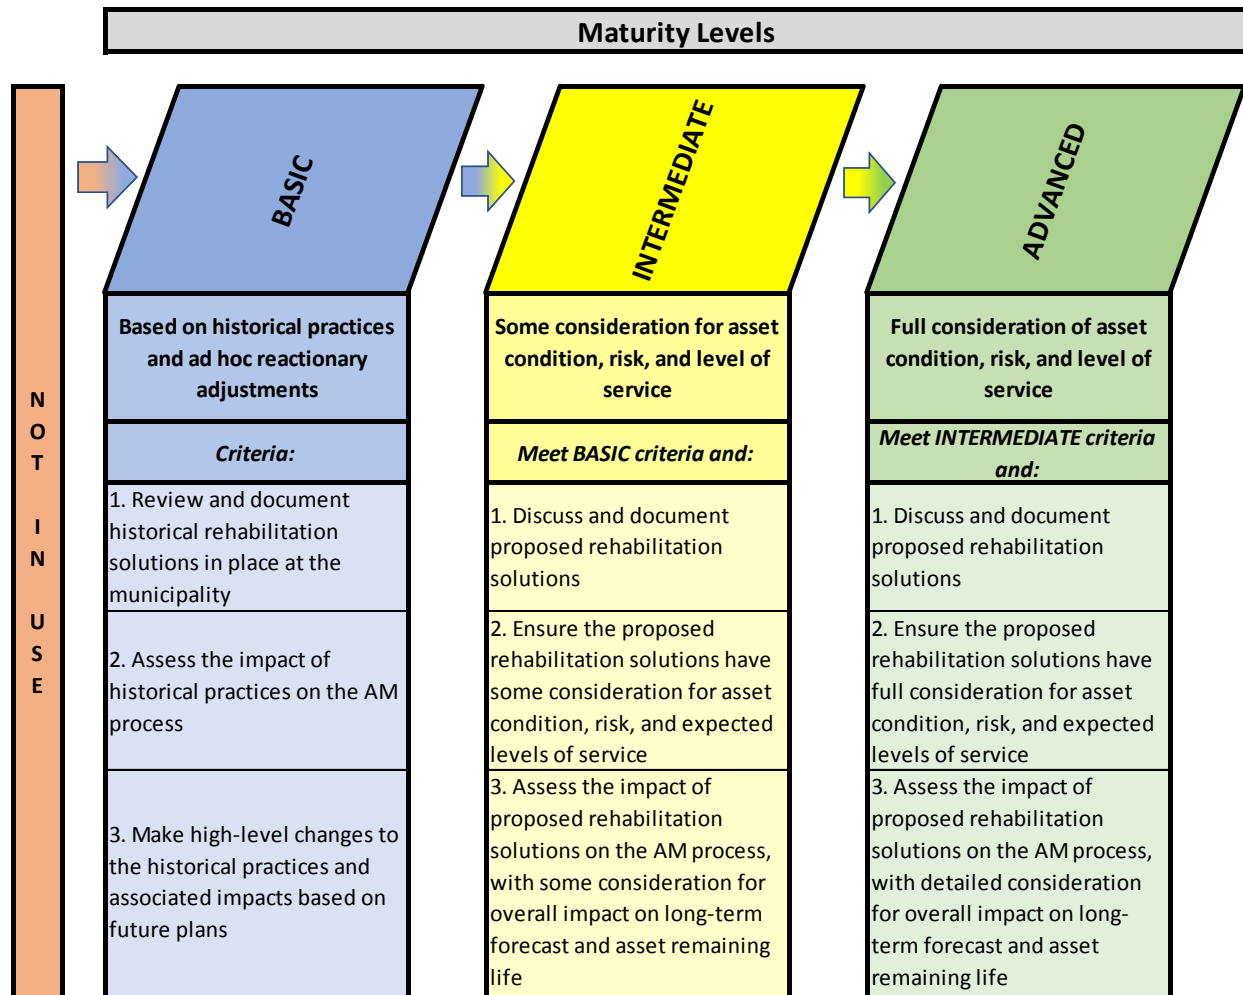 Maturity Levels
NOT IN USE
BASIC
INTERMEDIATE
ADVANCED
Based on historical practices
and ad hoc reactionary
adjustments
Some consideration for asset
condition, risk, and level of
service
Full consideration of asset
condition, risk, and level of
service
Criteria:
Meet BASIC criteria and:
Meet INTERMEDIATE criteria
and:
1. Review and document
historical rehabilitation
solutions in place at the
municipality
1. Discuss and document
proposed rehabilitation
solutions
1. Discuss and document
proposed rehabilitation
solutions
2. Assess the impact of
historical practices on the AM
process
2. Ensure the proposed
rehabilitation solutions have
some consideration for asset
condition, risk, and expected
levels of service
2. Ensure the proposed
rehabilitation solutions have
full consideration for asset
condition, risk, and expected
levels of service
3. Make high-level changes to
the historical practices and
associated impacts based on
future plans
3. Assess the impact of
proposed rehabilitation
solutions on the AM process,
with some consideration for
overall impact on long-term
forecast and asset remaining
life
3. Assess the impact of
proposed rehabilitation
solutions on the AM process,
with detailed consideration
for overall impact on long-
term forecast and asset
remaining life